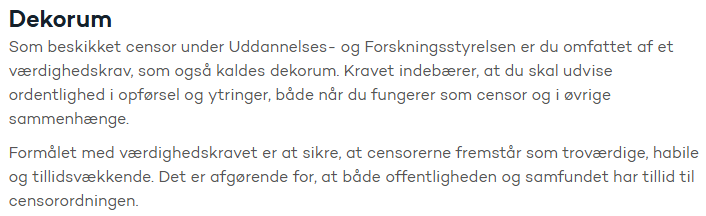 Dekorum
Som beskikket censor under Uddannelses- og Forskningsstyrelsen er du omfattet af et
værdighedskrav, som også kaldes dekorum. Kravet indebærer, at du skal udvise
ordentlighed i opførsel og ytringer, både når du fungerer som censor og i øvrige
sammenhænge.
Formålet med værdighedskravet er at sikre, at censorerne fremstår som troværdige, habile
og tillidsvækkende. Det er afgørende for, at både offentligheden og samfundet har tillid til
censorordningen.